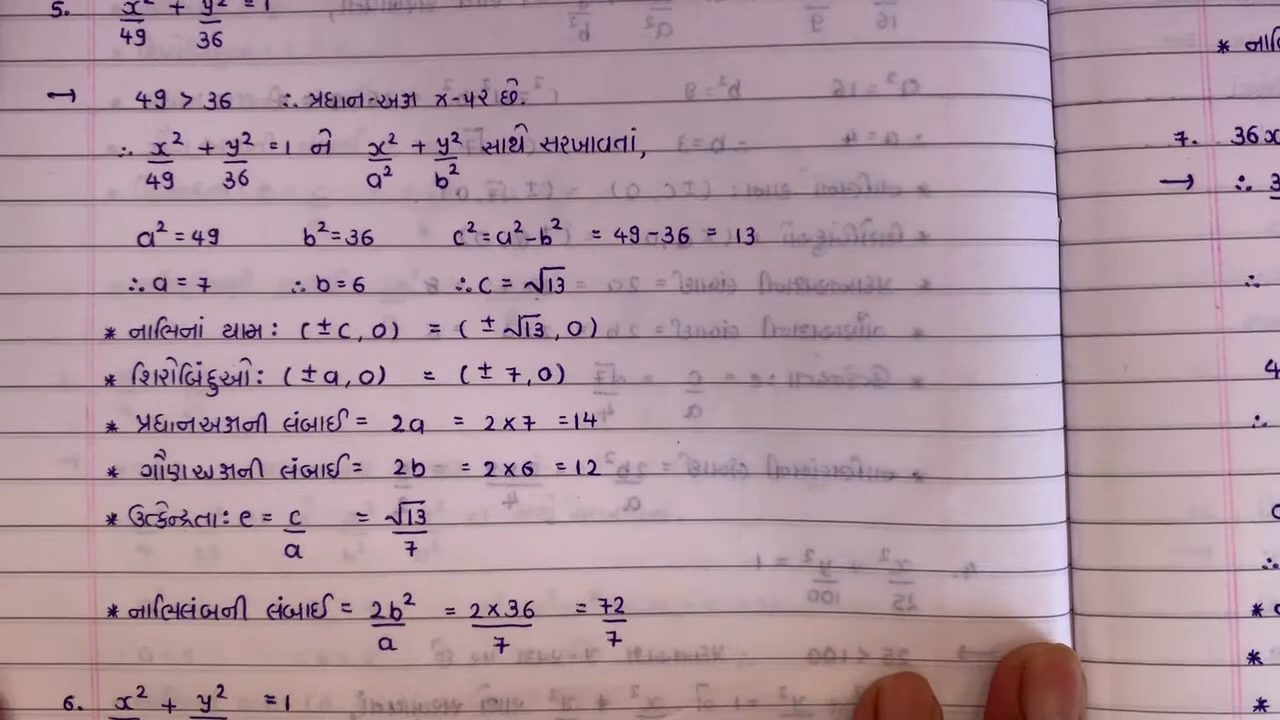 5. x²/49 + y²/36 = 1
→ 49 > 36 ∴ પ્રધાન-અક્ષ x-પર છે.
∴ x²/49 + y²/36 = 1 ને x²/a² + y²/b² સાથે સરખાવતાં,
a² = 49 b² = 36 c² = a² - b² = 49 - 36 = 13
∴ a = 7 ∴ b = 6 ∴ c = √13
* નાભિનાં યામ: (±c, 0) = (±√13, 0)
* શિરોબિંદુઓ: (±a, 0) = (±7, 0)
* પ્રધાનઅક્ષની લંબાઈ = 2a = 2×7 = 14
* ગૌણઅક્ષની લંબાઈ = 2b = 2×6 = 12
* ઉત્કેન્દ્રતા: e = c/a = √13/7
* નાભિલંબની લંબાઈ = 2b²/a = 2×36/7 = 72/7
6. x² + y² = 1
7. 36x
→ ∴